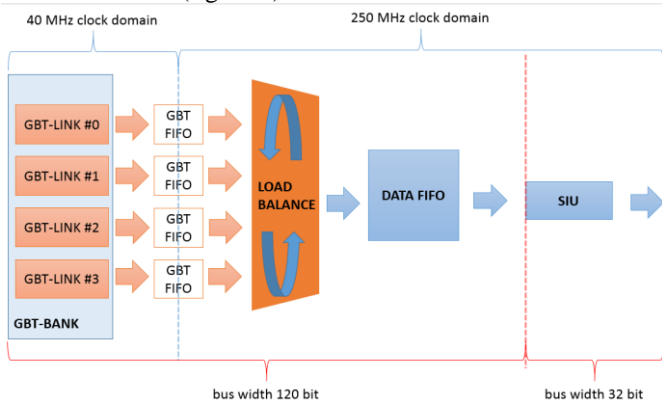 40 MHz clock domain
250 MHz clock domain
GBT-LINK #0
GBT
FIFO
GBT-LINK #1
GBT
FIFO
GBT-LINK #2
GBT
FIFO
GBT-LINK #3
GBT
FIFO
GBT-BANK
LOAD
BALANCE
DATA FIFO
SIU
bus width 120 bit
bus width 32 bit